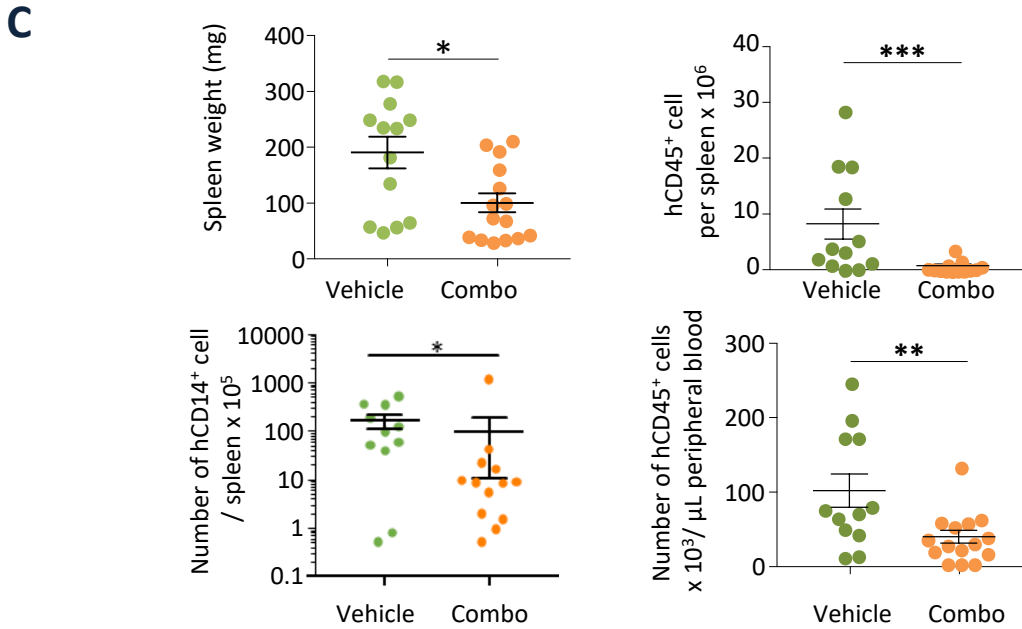 C
Spleen weight (mg)
400
300
200
100
0
*
Vehicle
Combo
hCD45⁺ cell
per spleen x 10⁶
40
30
20
10
0
***
Vehicle
Combo
Number of hCD14⁺ cell
/ spleen x 10⁵
10000
1000
100
10
1
0.1
*
Vehicle
Combo
Number of hCD45⁺ cells
x 10³/ µL peripheral blood
300
200
100
0
**
Vehicle
Combo